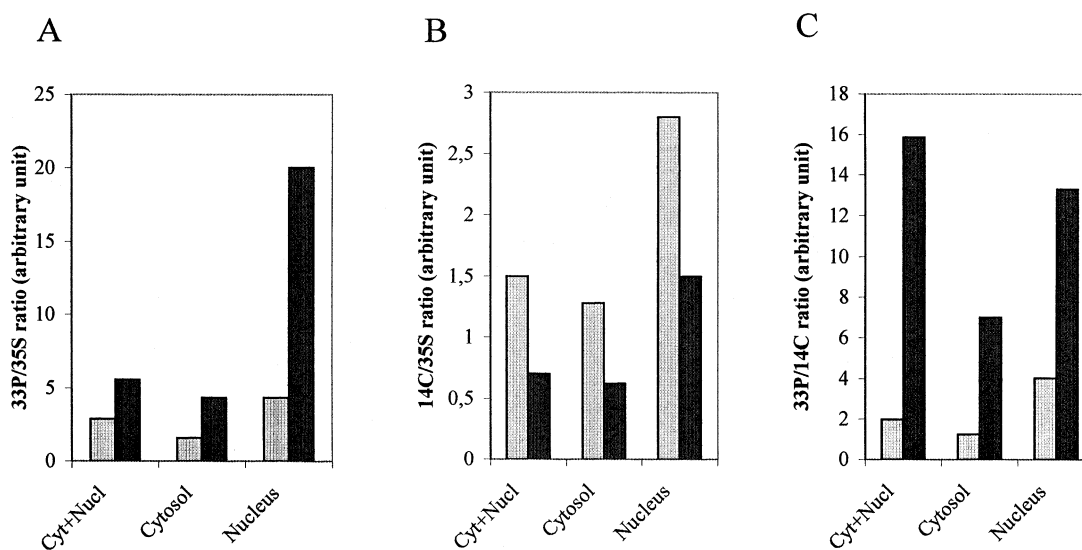 A
33P/35S ratio (arbitrary unit)
25
20
15
10
5
0
Cyt+Nucl
Cytosol
Nucleus
B
14C/35S ratio (arbitrary unit)
3
2,5
2
1,5
1
0,5
0
Cyt+Nucl
Cytosol
Nucleus
C
33P/14C ratio (arbitrary unit)
18
16
14
12
10
8
6
4
2
0
Cyt+Nucl
Cytosol
Nucleus